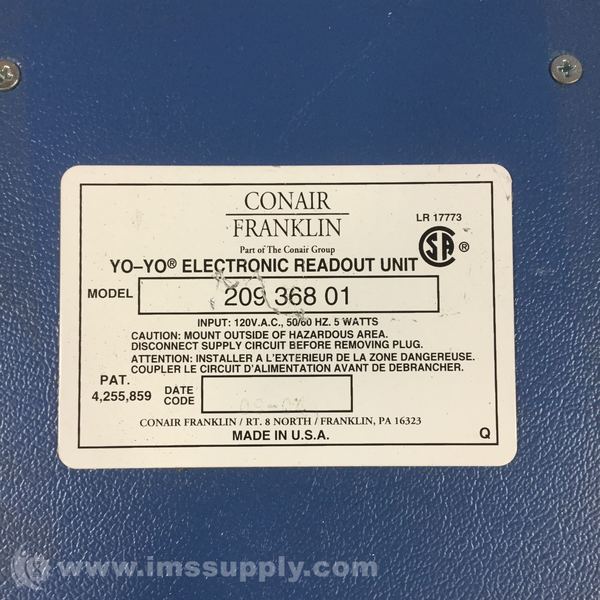 CONAIR
FRANKLIN
Part of The Conair Group
LR 17773
SA ®
YO-YO® ELECTRONIC READOUT UNIT
MODEL 209 368 01
INPUT: 120V.A.C., 50/60 HZ. 5 WATTS
CAUTION: MOUNT OUTSIDE OF HAZARDOUS AREA.
DISCONNECT SUPPLY CIRCUIT BEFORE REMOVING PLUG.
ATTENTION: INSTALLER A L'EXTERIEUR DE LA ZONE DANGEREUSE.
COUPLER LE CIRCUIT D'ALIMENTATION AVANT DE DEBRANCHER.
PAT.
4,255,859
DATE
CODE
CONAIR FRANKLIN / RT. 8 NORTH / FRANKLIN, PA 16323
MADE IN U.S.A.
Q
www.imssupply.com